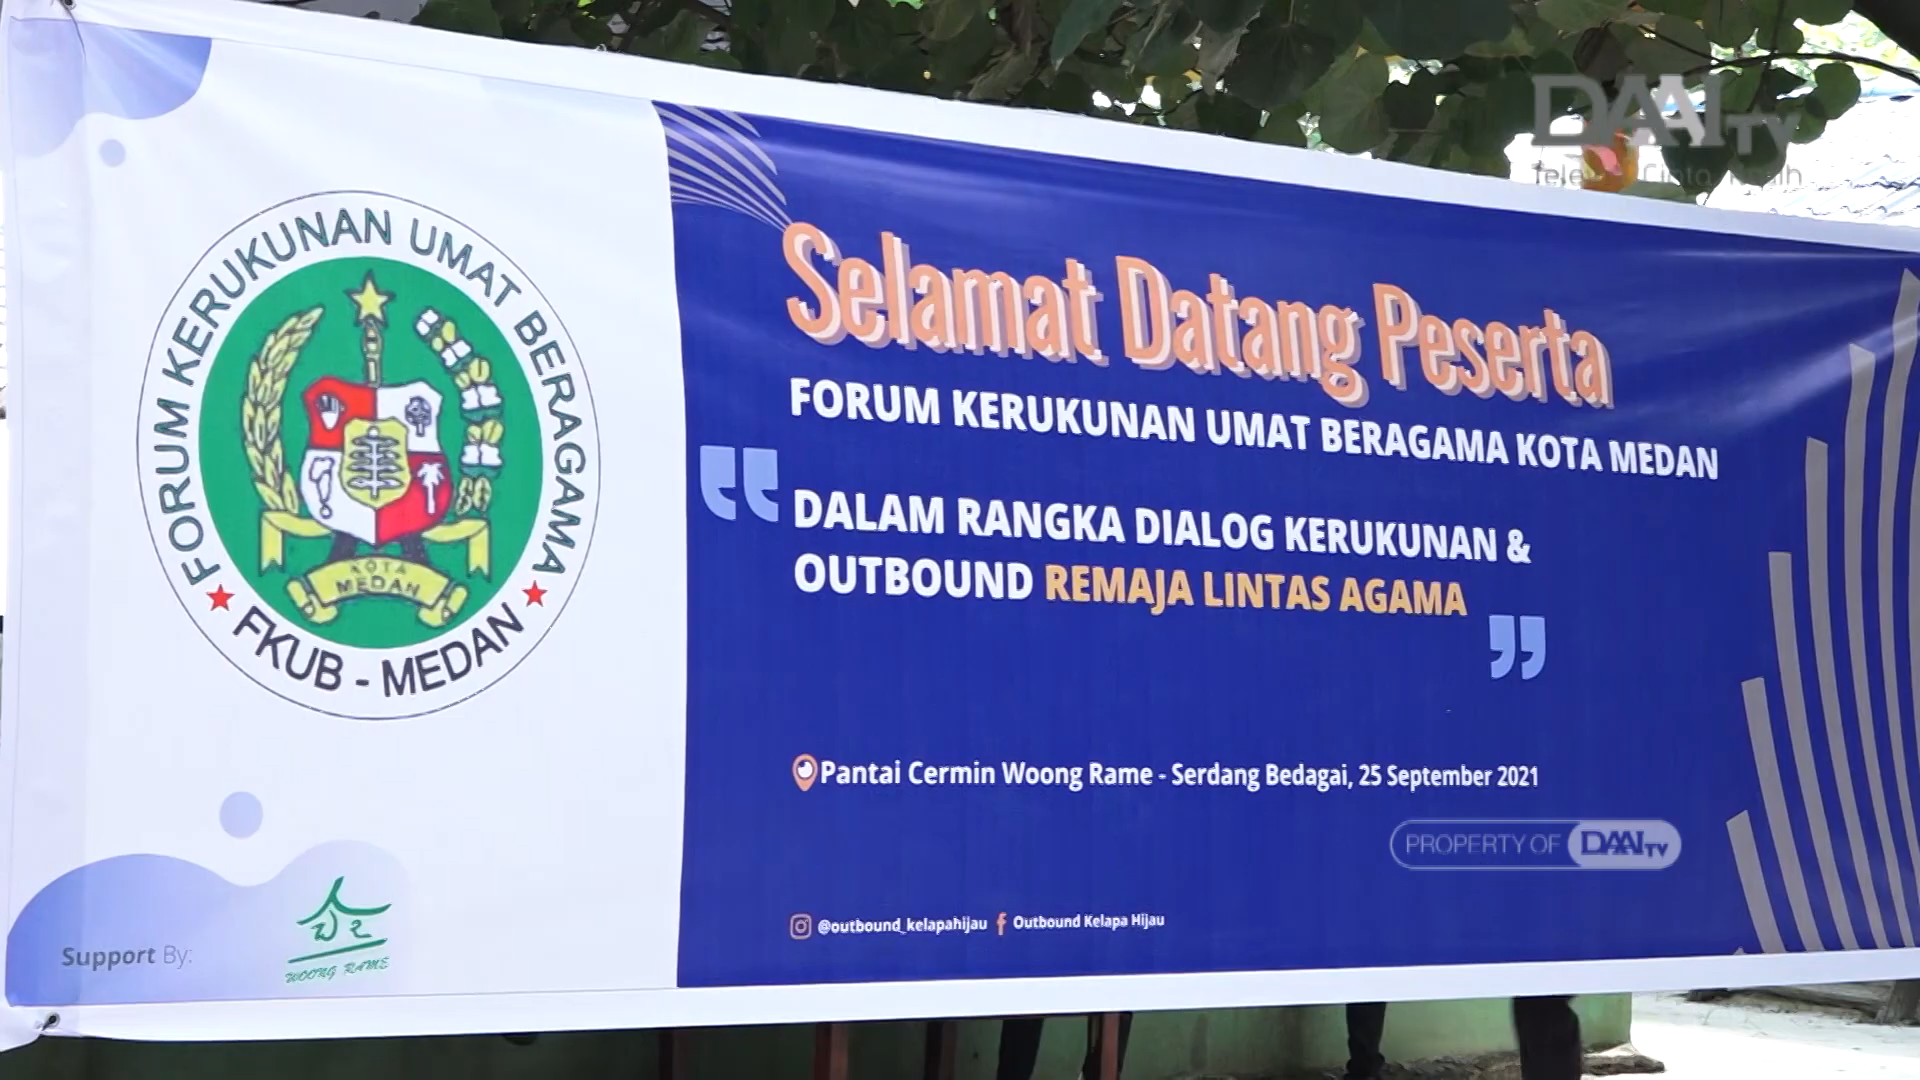 DAAI TV
FORUM KERUKUNAN UMAT BERAGAMA
KOTA
MEDAN
FKUB - MEDAN
Selamat Datang Peserta
FORUM KERUKUNAN UMAT BERAGAMA KOTA MEDAN
“DALAM RANGKA DIALOG KERUKUNAN &
OUTBOUND REMAJA LINTAS AGAMA”
Pantai Cermin Woong Rame - Serdang Bedagai, 25 September 2021
PROPERTY OF DAAI TV
@outbound_kelapahijau Outbound Kelapa Hijau
Support By:
WOONG RAME